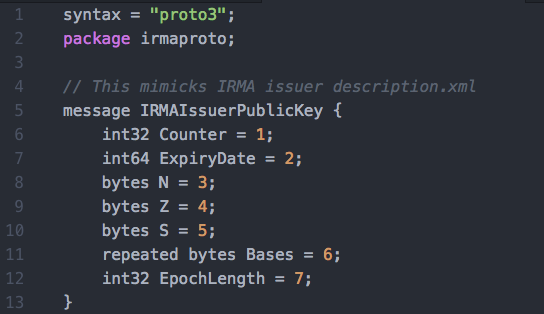 1 syntax = "proto3";
2 package irmaproto;
3
4 // This mimicks IRMA issuer description.xml
5 message IRMAIssuerPublicKey {
6     int32 Counter = 1;
7     int64 ExpiryDate = 2;
8     bytes N = 3;
9     bytes Z = 4;
10     bytes S = 5;
11     repeated bytes Bases = 6;
12     int32 EpochLength = 7;
13 }